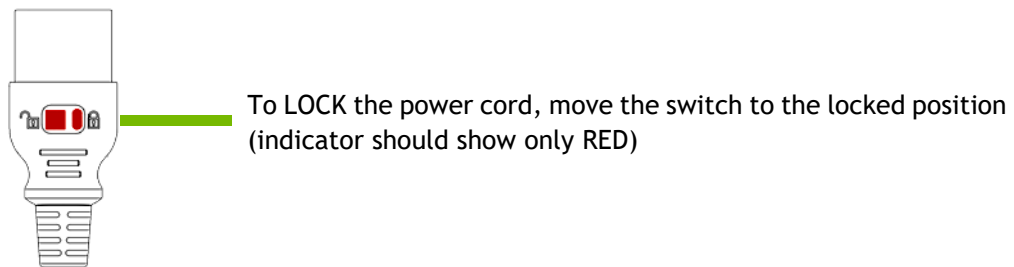 To LOCK the power cord, move the switch to the locked position
(indicator should show only RED)